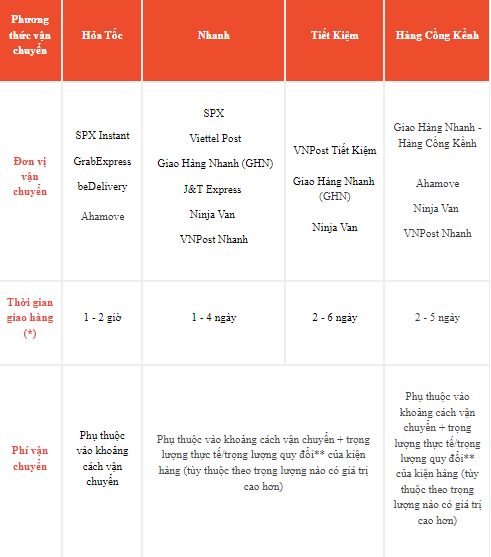 Phương
thức vận
chuyển
Hỏa Tốc
Nhanh
Tiết Kiệm
Hàng Cồng Kềnh
Đơn vị
vận
chuyển
SPX Instant
GrabExpress
beDelivery
Ahamove
SPX
Viettel Post
Giao Hàng Nhanh (GHN)
J&T Express
Ninja Van
VNPost Nhanh
VNPost Tiết Kiệm
Giao Hàng Nhanh
(GHN)
Ninja Van
Giao Hàng Nhanh -
Hàng Cồng Kềnh
Ahamove
Ninja Van
VNPost Nhanh
Thời gian
giao hàng
(*)
1 - 2 giờ
1 - 4 ngày
2 - 6 ngày
2 - 5 ngày
Phí vận
chuyển
Phụ thuộc
vào khoảng
cách vận
chuyển
Phụ thuộc vào khoảng cách vận chuyển + trọng
lượng thực tế/trọng lượng quy đổi** của kiện
hàng (tùy thuộc theo trọng lượng nào có giá trị
cao hơn)
Phụ thuộc vào
khoảng cách vận
chuyển + trọng
lượng thực tế/trọng
lượng quy đổi**
của kiện hàng (tùy
thuộc theo trọng
lượng nào có giá trị
cao hơn)